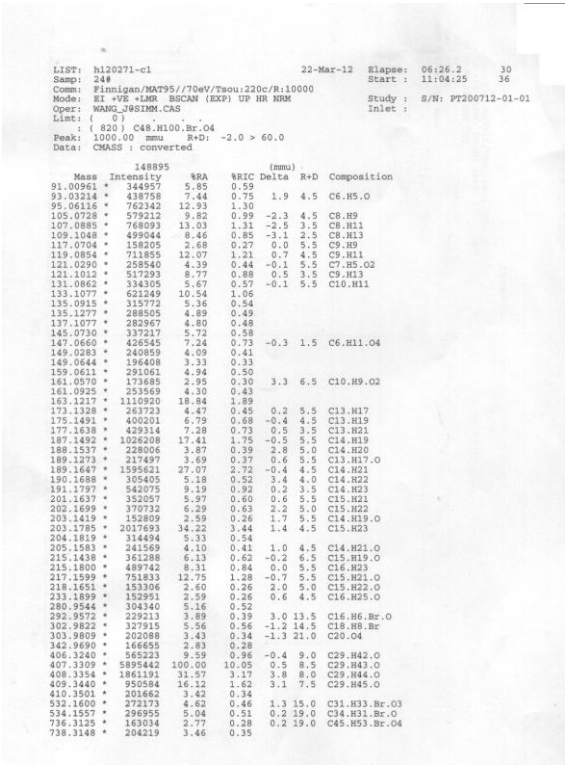 LIST: h120271-c1 22-Mar-12 Elapse: 06:26.2 30
Samp: 24# Start : 11:04:25 36
Comm: Finnigan/MAT95//70eV/Tsou:220c/R:10000
Mode: EI +VE +LMR BSCAN (EXP) UP HR NRM Study : S/N: PT200712-01-01
Oper: WANG_J@SIMM.CAS Inlet :
Limt: ( 0) . . .
: ( 820) C48.H100.Br.O4
Peak: 1000.00 mmu R+D: -2.0 > 60.0
Data: CMASS : converted
148895 (mmu)
Mass Intensity %RA %RIC Delta R+D Composition
91.00961 * 344957 5.85 0.59
93.03214 * 438758 7.44 0.75 1.9 4.5 C6.H5.O
95.06116 * 762342 12.93 1.30
105.0728 * 579212 9.82 0.99 -2.3 4.5 C8.H9
107.0885 * 768093 13.03 1.31 -2.5 3.5 C8.H11
109.1048 * 499044 8.46 0.85 -3.1 2.5 C8.H13
117.0704 * 158205 2.68 0.27 0.0 5.5 C9.H9
119.0854 * 711855 12.07 1.21 0.7 4.5 C9.H11
121.0290 * 258540 4.39 0.44 -0.1 5.5 C7.H5.O2
121.1012 * 517293 8.77 0.88 0.5 3.5 C9.H13
131.0862 * 334305 5.67 0.57 -0.1 5.5 C10.H11
133.1077 * 621249 10.54 1.06
135.0915 * 315772 5.36 0.54
135.1277 * 288505 4.89 0.49
137.1077 * 282967 4.80 0.48
145.0730 * 337217 5.72 0.58
147.0660 * 426545 7.24 0.73 -0.3 1.5 C6.H11.O4
149.0283 * 240859 4.09 0.41
149.0644 * 196408 3.33 0.33
159.0611 * 291061 4.94 0.50
161.0570 * 173685 2.95 0.30 3.3 6.5 C10.H9.O2
161.0925 * 253569 4.30 0.43
163.1217 * 1110920 18.84 1.89
173.1328 * 263723 4.47 0.45 0.2 5.5 C13.H17
175.1491 * 400201 6.79 0.68 -0.4 4.5 C13.H19
177.1638 * 429314 7.28 0.73 0.5 3.5 C13.H21
187.1492 * 1026208 17.41 1.75 -0.5 5.5 C14.H19
188.1537 * 228006 3.87 0.39 2.8 5.0 C14.H20
189.1273 * 217497 3.69 0.37 0.6 5.5 C13.H17.O
189.1647 * 1595621 27.07 2.72 -0.4 4.5 C14.H21
190.1688 * 305405 5.18 0.52 3.4 4.0 C14.H22
191.1797 * 542075 9.19 0.92 0.2 3.5 C14.H23
201.1637 * 352057 5.97 0.60 0.6 5.5 C15.H21
202.1699 * 370732 6.29 0.63 2.2 5.0 C15.H22
203.1419 * 152809 2.59 0.26 1.7 5.5 C14.H19.O
203.1785 * 2017693 34.22 3.44 1.4 4.5 C15.H23
204.1819 * 314494 5.33 0.54
205.1583 * 241569 4.10 0.41 1.0 4.5 C14.H21.O
215.1438 * 361288 6.13 0.62 -0.2 6.5 C15.H19.O
215.1800 * 489742 8.31 0.84 0.0 5.5 C16.H23
217.1599 * 751833 12.75 1.28 -0.7 5.5 C15.H21.O
218.1651 * 153306 2.60 0.26 2.0 5.0 C15.H22.O
233.1899 * 152951 2.59 0.26 0.6 4.5 C16.H25.O
280.9544 * 304340 5.16 0.52
292.9572 * 229213 3.89 0.39 3.0 13.5 C16.H6.Br.O
302.9822 * 327915 5.56 0.56 -1.2 14.5 C18.H8.Br
303.9809 * 202088 3.43 0.34 -1.3 21.0 C20.O4
342.9690 * 166655 2.83 0.28
406.3240 * 565223 9.59 0.96 -0.4 9.0 C29.H42.O
407.3309 * 5895442 100.00 10.05 0.5 8.5 C29.H43.O
408.3354 * 1861191 31.57 3.17 3.8 8.0 C29.H44.O
409.3440 * 950584 16.12 1.62 3.1 7.5 C29.H45.O
410.3501 * 201662 3.42 0.34
532.1600 * 272173 4.62 0.46 1.3 15.0 C31.H33.Br.O3
534.1557 * 296955 5.04 0.51 0.2 19.0 C34.H31.Br.O
736.3125 * 163034 2.77 0.28 0.2 19.0 C45.H53.Br.O4
738.3148 * 204219 3.46 0.35